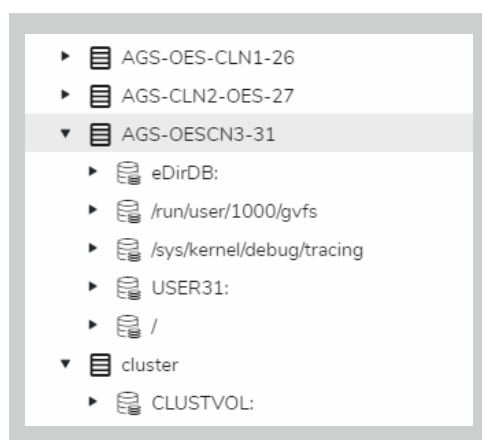 AGS-OES-CLN1-26
AGS-CLN2-OES-27
AGS-OESCN3-31
eDirDB:
/run/user/1000/gvfs
/sys/kernel/debug/tracing
USER31:
/
cluster
CLUSTVOL: